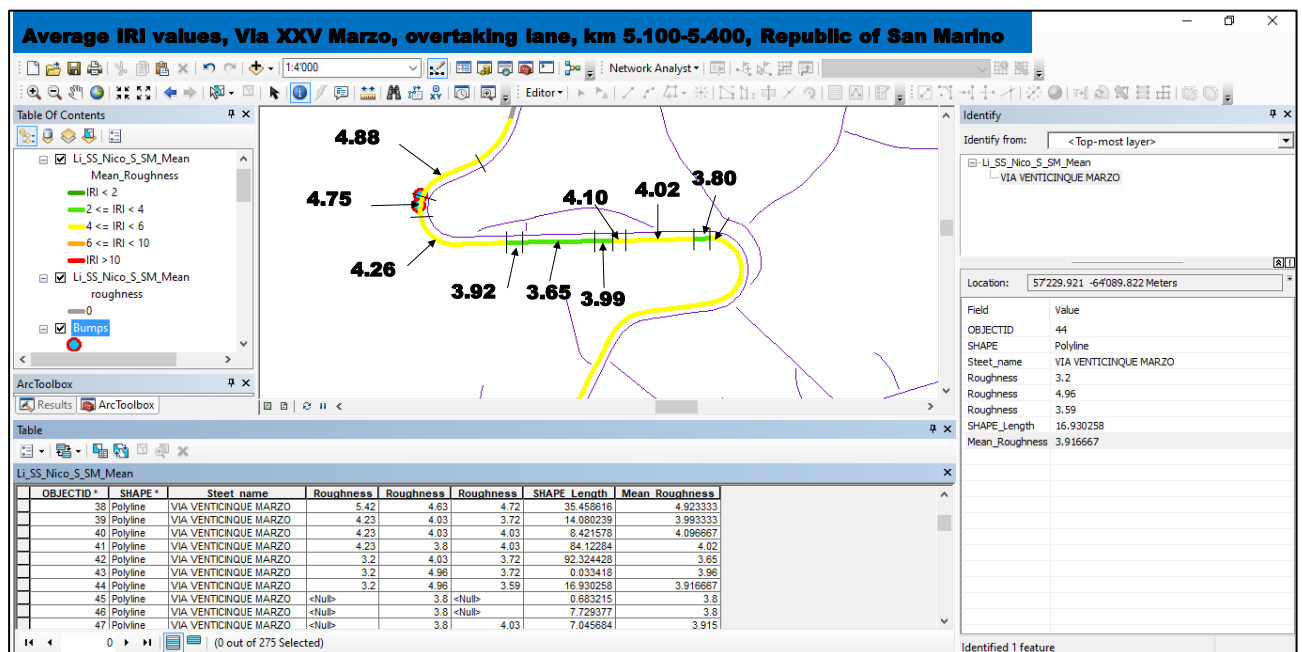 Average IRI values, Via XXV Marzo, overtaking lane, km 5.100-5.400, Republic of San Marino
1:4'000
Network Analyst
Editor
Table Of Contents
Li_SS_Nico_S_SM_Mean
Mean_Roughness
IRI < 2
2 <= IRI < 4
4 <= IRI < 6
6 <= IRI < 10
IRI >10
Li_SS_Nico_S_SM_Mean
roughness
0
Bumps
ArcToolbox
Results ArcToolbox
4.88
4.75
4.26
3.92
3.65
3.99
4.10
4.02
3.80
Identify
Identify from: <Top-most layer>
Li_SS_Nico_S_SM_Mean
VIA VENTICINQUE MARZO
Location: 57'229.921 -64'089.822 Meters
Field Value
OBJECTID 44
SHAPE Polyline
Steet_name VIA VENTICINQUE MARZO
Roughness 3.2
Roughness 4.96
Roughness 3.59
SHAPE_Length 16.930258
Mean_Roughness 3.916667
Identified 1 feature
Table
Li_SS_Nico_S_SM_Mean
OBJECTID * SHAPE * Steet name Roughness Roughness Roughness SHAPE Length Mean Roughness
38 Polyline VIA VENTICINQUE MARZO 5.42 4.63 4.72 35.458616 4.923333
39 Polyline VIA VENTICINQUE MARZO 4.23 4.03 3.72 14.080239 3.993333
40 Polyline VIA VENTICINQUE MARZO 4.23 4.03 4.03 8.421578 4.096667
41 Polyline VIA VENTICINQUE MARZO 4.23 3.8 4.03 84.12284 4.02
42 Polyline VIA VENTICINQUE MARZO 3.2 4.03 3.72 92.324428 3.65
43 Polyline VIA VENTICINQUE MARZO 3.2 4.96 3.72 0.033418 3.96
44 Polyline VIA VENTICINQUE MARZO 3.2 4.96 3.59 16.930258 3.916667
45 Polyline VIA VENTICINQUE MARZO <Null> 3.8 <Null> 0.683215 3.8
46 Polyline VIA VENTICINQUE MARZO <Null> 3.8 <Null> 7.729377 3.8
47 Polyline VIA VENTICINQUE MARZO 3.8 4.03 7.045684 3.915
0 (0 out of 275 Selected)